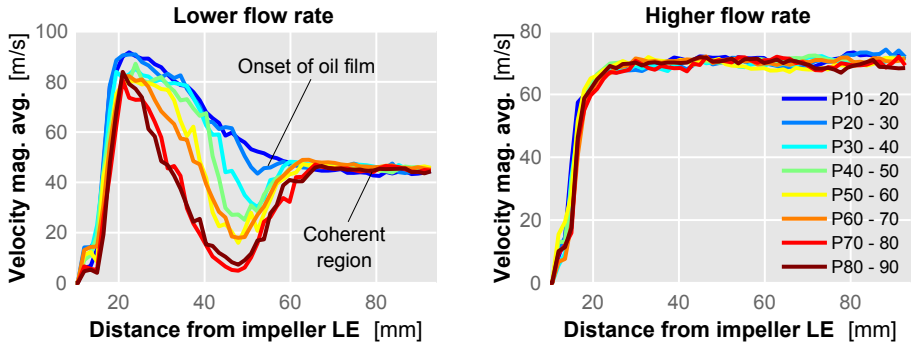 Lower flow rate
Velocity mag. avg. [m/s]
100
80
60
40
20
0
Onset of oil film
Coherent
region
20 40 60 80
Distance from impeller LE [mm]
Higher flow rate
Velocity mag. avg. [m/s]
80
60
40
20
0
P10 - 20
P20 - 30
P30 - 40
P40 - 50
P50 - 60
P60 - 70
P70 - 80
P80 - 90
20 40 60 80
Distance from impeller LE [mm]